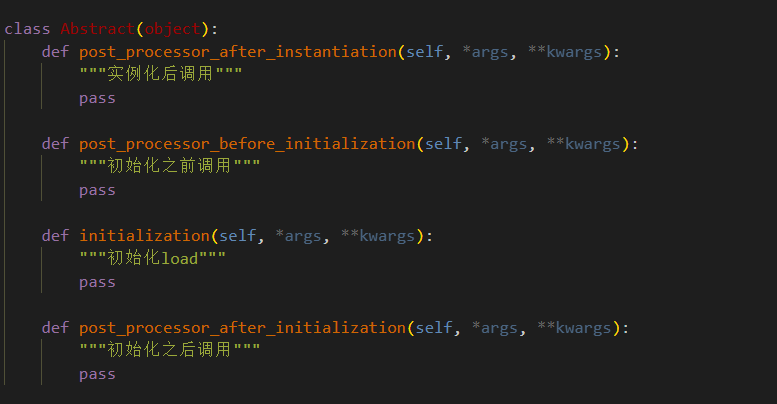 class Abstract(object):
    def post_processor_after_instantiation(self, *args, **kwargs):
        """实例化后调用"""
        pass

    def post_processor_before_initialization(self, *args, **kwargs):
        """初始化之前调用"""
        pass

    def initialization(self, *args, **kwargs):
        """初始化load"""
        pass

    def post_processor_after_initialization(self, *args, **kwargs):
        """初始化之后调用"""
        pass